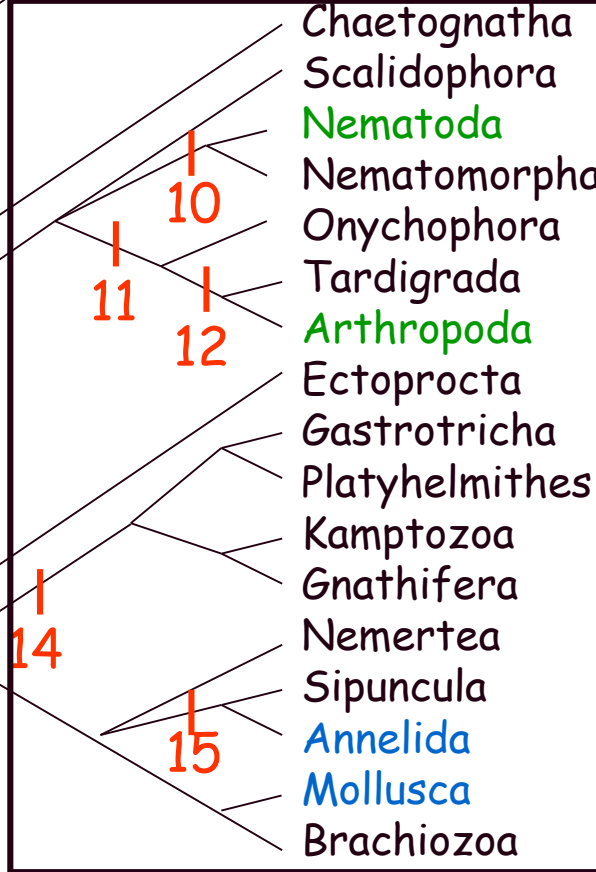 Chaetognatha
Scalidophora
Nematoda
Nematomorpha
10
Onychophora
Tardigrada
11
Arthropoda
12
Ectoprocta
Gastrotricha
Platyhelmithes
Kamptozoa
Gnathifera
Nemertea
14
Sipuncula
Annelida
15
Mollusca
Brachiozoa